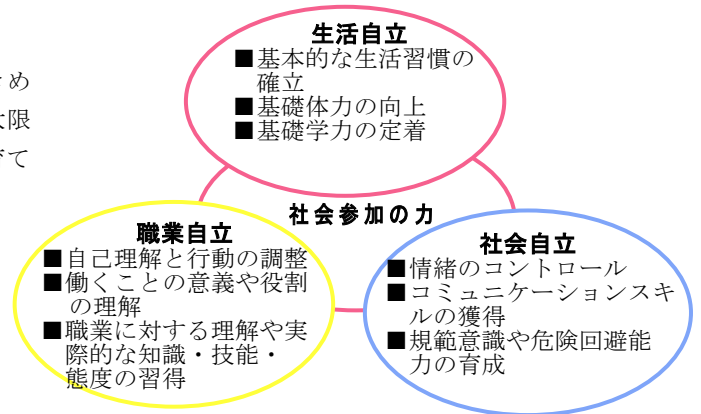 生活自立
■基本的な生活習慣の
確立
■基礎体力の向上
■基礎学力の定着
め
限
て
社会参加の力
職業自立
■自己理解と行動の調整
■働くことの意義や役割
の理解
■職業に対する理解や実
際的な知識・技能・
態度の習得
社会自立
■情緒のコントロール
■コミュニケーションスキ
ルの獲得
■規範意識や危険回避能
力の育成